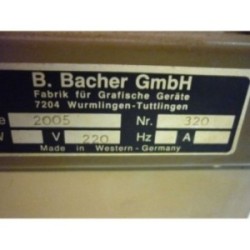 B. Bacher GmbH
Fabrik für Grafische Geräte
7204 Wurmlingen-Tuttlingen
e 2005 Nr. 320
W V 220 Hz A
Made in Western-Germany